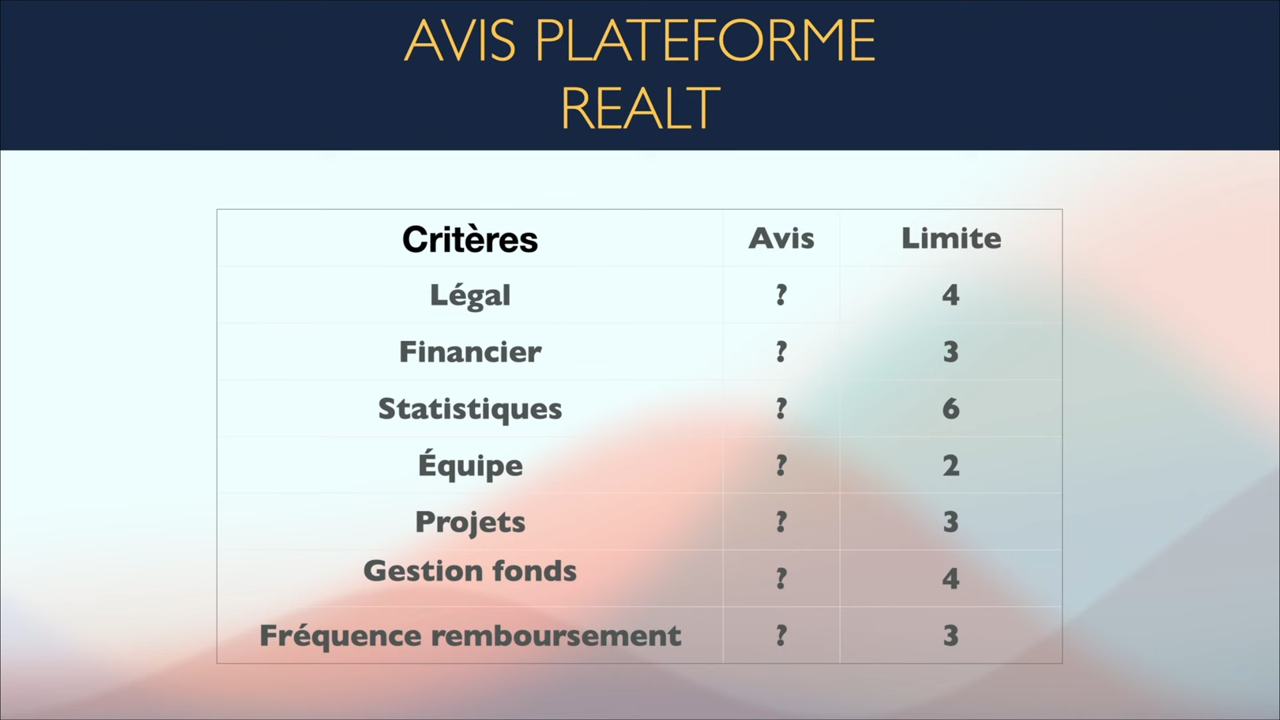 AVIS PLATEFORME
REALT
Critères Avis Limite
Légal ? 4
Financier ? 3
Statistiques ? 6
Équipe ? 2
Projets ? 3
Gestion fonds ? 4
Fréquence remboursement ? 3